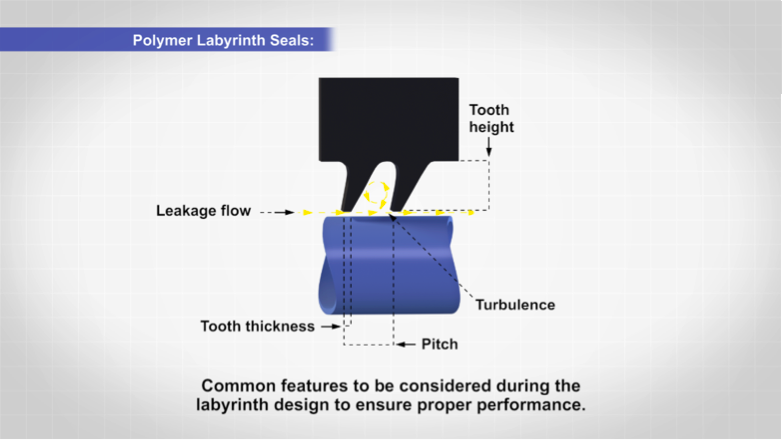 Polymer Labyrinth Seals:
Tooth
height
Leakage flow
Turbulence
Tooth thickness
Pitch
Common features to be considered during the
labyrinth design to ensure proper performance.